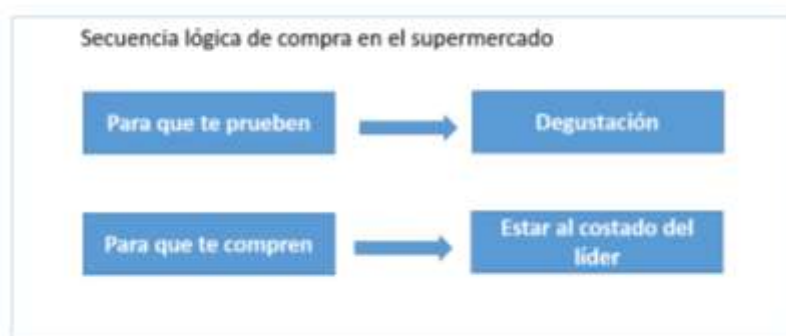 Secuencia lógica de compra en el supermercado
Para que te prueben
Degustación
Para que te compren
Estar al costado del
líder